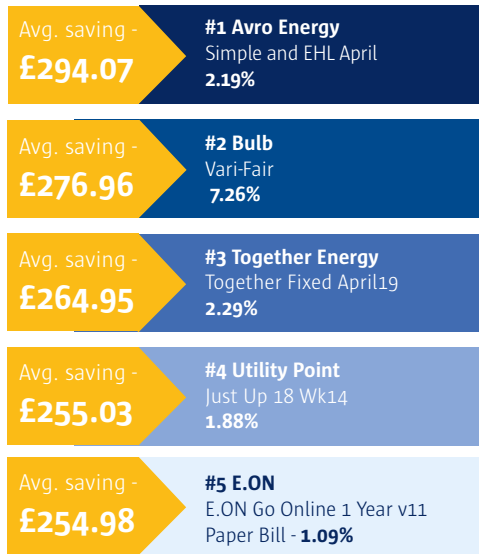 Avg. saving -
£294.07
#1 Avro Energy
Simple and EHL April
2.19%
Avg. saving -
£276.96
#2 Bulb
Vari-Fair
7.26%
Avg. saving -
£264.95
#3 Together Energy
Together Fixed April19
2.29%
Avg. saving -
£255.03
#4 Utility Point
Just Up 18 Wk14
1.88%
Avg. saving -
£254.98
#5 E.ON
E.ON Go Online 1 Year v11
Paper Bill - 1.09%